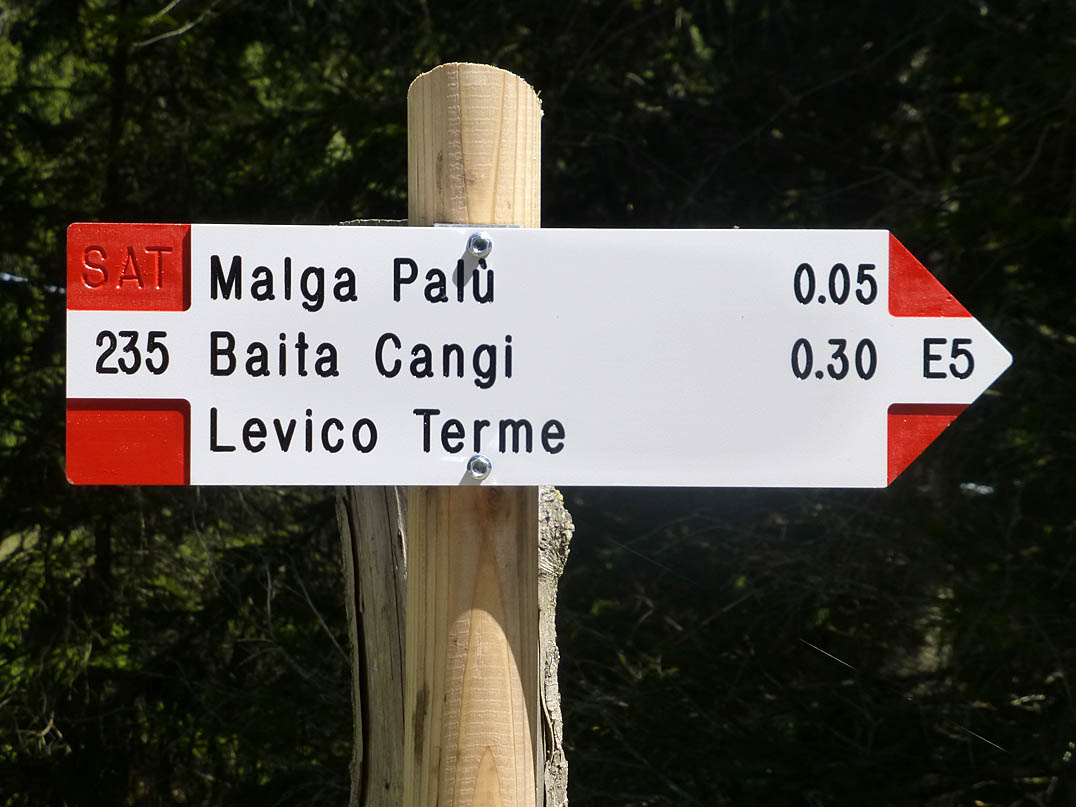 SAT
Malga Palù 0.05
235 Baita Cangi 0.30 E5
Levico Terme